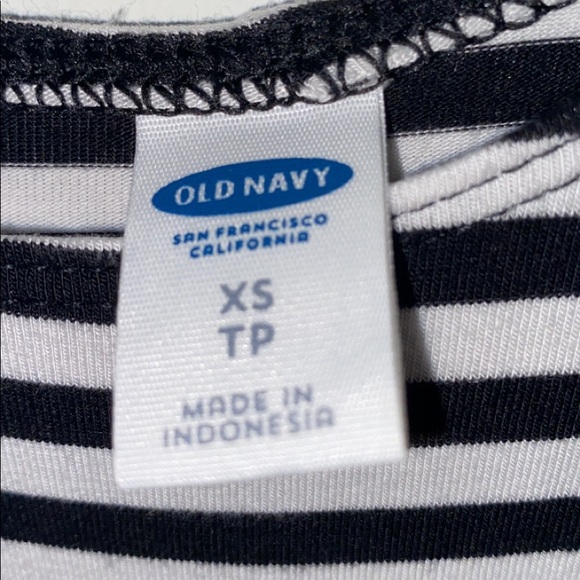 OLD NAVY
SAN FRANCISCO
CALIFORNIA
XS
TP
MADE IN
INDONESIA